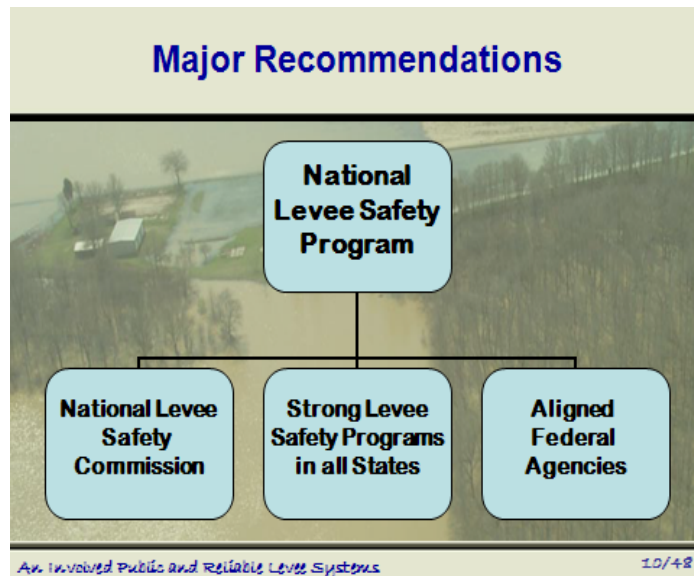 Major Recommendations
National
Levee Safety
Program
National Levee
Safety
Commission
Strong Levee
Safety Programs
in all States
Aligned
Federal
Agencies
An Involved Public and Reliable Levee Systems
10/48